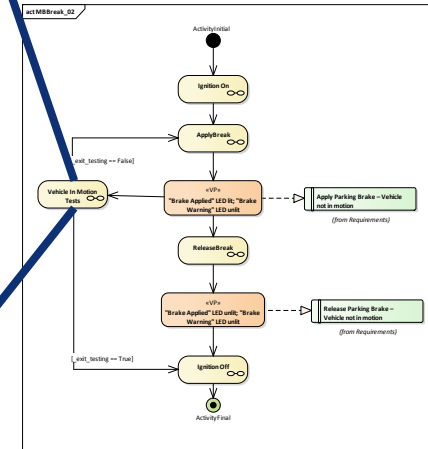 act MBBreak_02
ActivityInitial
Ignition On
ApplyBreak
[_exit_testing == False]
Vehicle In Motion
Tests
«VP»
"Brake Applied" LED lit; "Brake
Warning" LED unlit
Apply Parking Brake – Vehicle
not in motion
(from Requirements)
ReleaseBreak
«VP»
"Brake Applied" LED unlit; "Brake
Warning" LED unlit
Release Parking Brake –
Vehicle not in motion
(from Requirements)
[_exit_testing == True]
Ignition Off
ActivityFinal